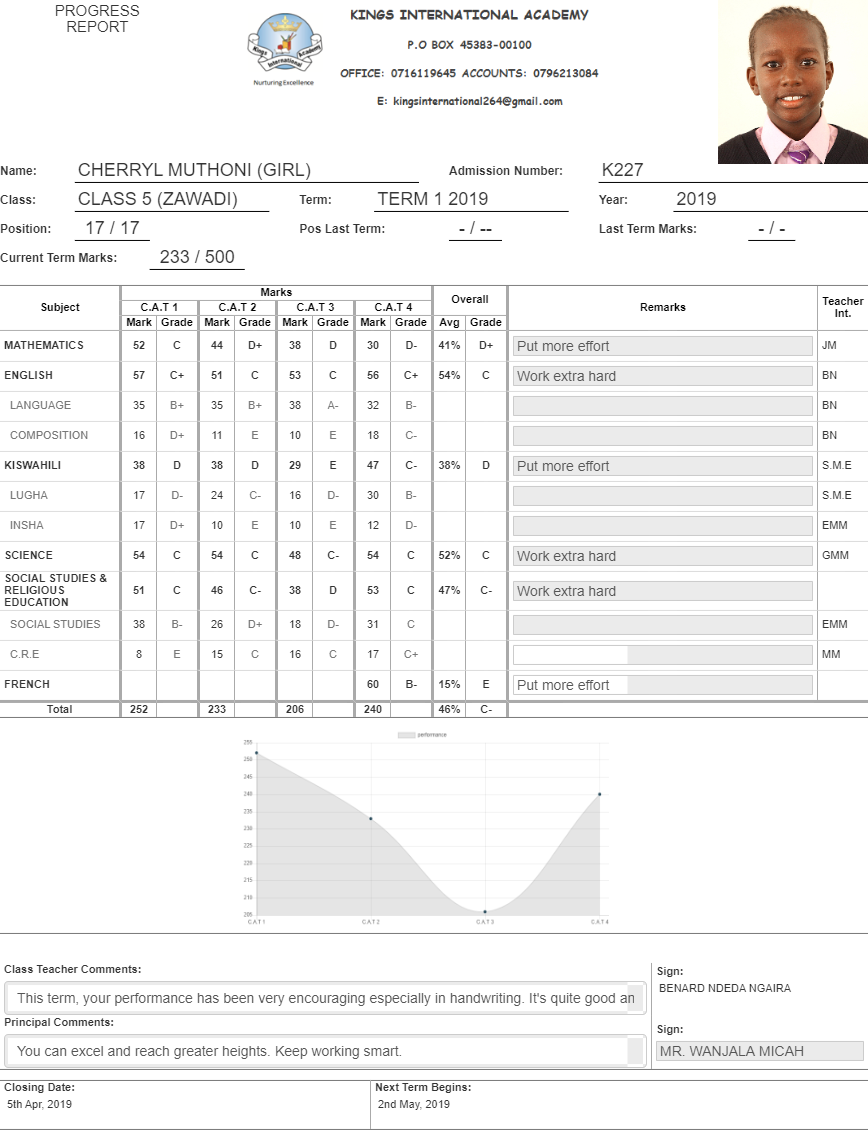 PROGRESS
REPORT
KINGS INTERNATIONAL ACADEMY
P.O BOX 45383-00100
OFFICE: 0716119645 ACCOUNTS: 0796213084
E: kingsinternational264@gmail.com
Kings International Academy
Nurturing Excellence
Name: CHERRYL MUTHONI (GIRL) Admission Number: K227
Class: CLASS 5 (ZAWADI) Term: TERM 1 2019 Year: 2019
Position: 17 / 17 Pos Last Term: - / -- Last Term Marks: - / -
Current Term Marks: 233 / 500
Subject Marks Overall Remarks Teacher Int.
C.A.T 1 C.A.T 2 C.A.T 3 C.A.T 4
Mark Grade Mark Grade Mark Grade Mark Grade Avg Grade
MATHEMATICS 52 C 44 D+ 38 D 30 D- 41% D+ Put more effort JM
ENGLISH 57 C+ 51 C 53 C 56 C+ 54% C Work extra hard BN
LANGUAGE 35 B+ 35 B+ 38 A- 32 B- BN
COMPOSITION 16 D+ 11 E 10 E 18 C- BN
KISWAHILI 38 D 38 D 29 E 47 C- 38% D Put more effort S.M.E
LUGHA 17 D- 24 C- 16 D- 30 B- S.M.E
INSHA 17 D+ 10 E 10 E 12 D- EMM
SCIENCE 54 C 54 C 48 C- 54 C 52% C Work extra hard GMM
SOCIAL STUDIES &
RELIGIOUS
EDUCATION 51 C 46 C- 38 D 53 C 47% C- Work extra hard
SOCIAL STUDIES 38 B- 26 D+ 18 D- 31 C EMM
C.R.E 8 E 15 C 16 C 17 C+ MM
FRENCH 60 B- 15% E Put more effort
Total 252 233 206 240 46% C-
performance
255
250
245
240
235
230
225
220
215
210
205
CAT1 CAT2 CAT3 CAT4
Class Teacher Comments:
This term, your performance has been very encouraging especially in handwriting. It's quite good an
Sign:
BENARD NDEDA NGAIRA
Principal Comments:
You can excel and reach greater heights. Keep working smart.
Sign:
MR. WANJALA MICAH
Closing Date: Next Term Begins:
5th Apr, 2019 2nd May, 2019